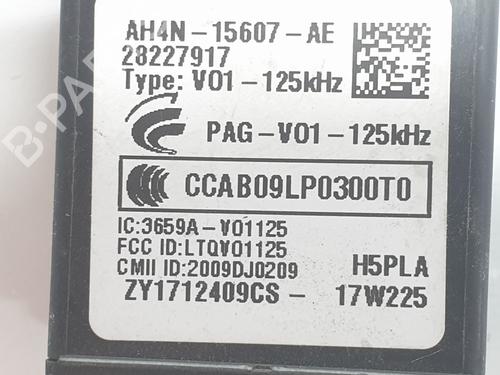 AH4N-15607-AE
28227917
Type: V01-125kHz
PAG-V01-125kHz
CCAB09LP0300T0
IC:3659A-V01125
FCC ID:LTQV01125
CMII ID:2009DJ0209
H5PLA
ZY1712409CS- 17W225
B-PARTS